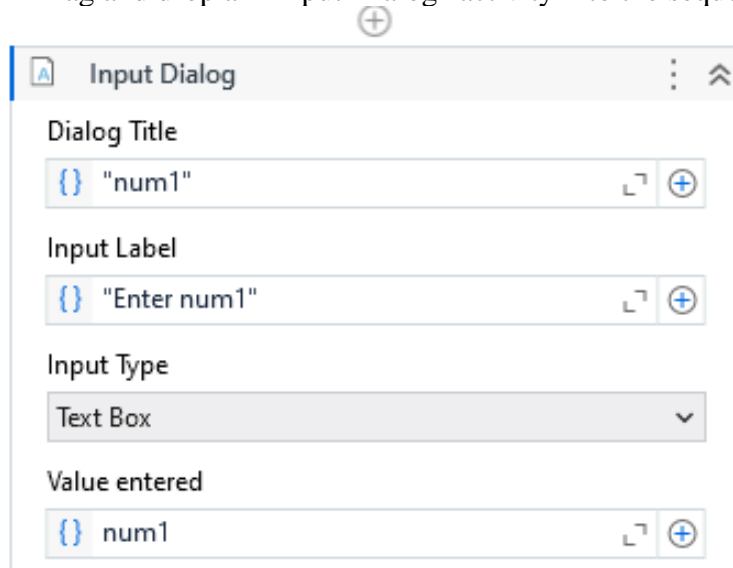 Input Dialog
Dialog Title
{} "num1"
Input Label
{} "Enter num1"
Input Type
Text Box
Value entered
{} num1